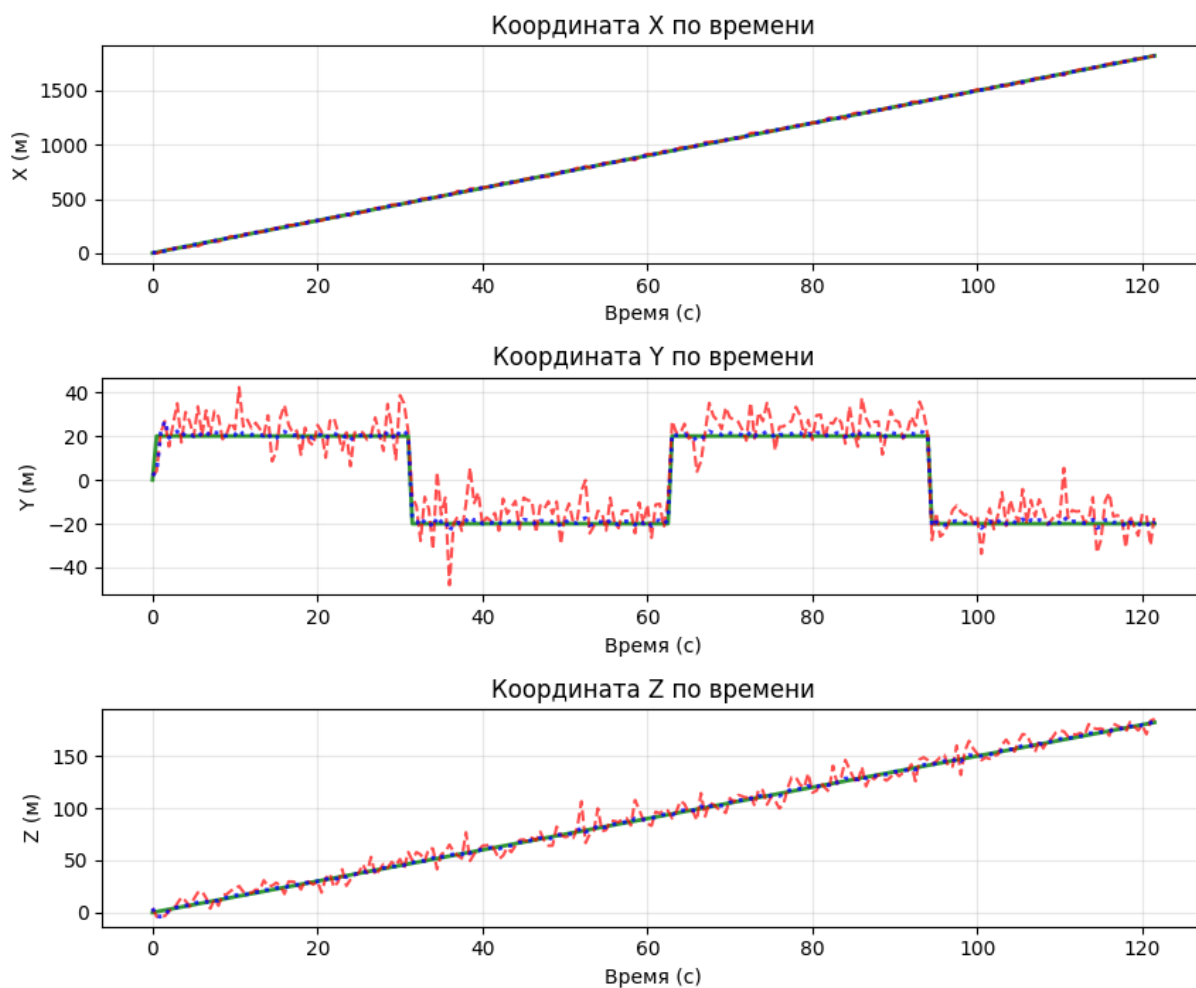 Координата X по времени
1500
1000
500
0
X (м)
0 20 40 60 80 100 120
Время (с)
Координата Y по времени
40
20
0
−20
−40
Y (м)
0 20 40 60 80 100 120
Время (с)
Координата Z по времени
150
100
50
0
Z (м)
0 20 40 60 80 100 120
Время (с)